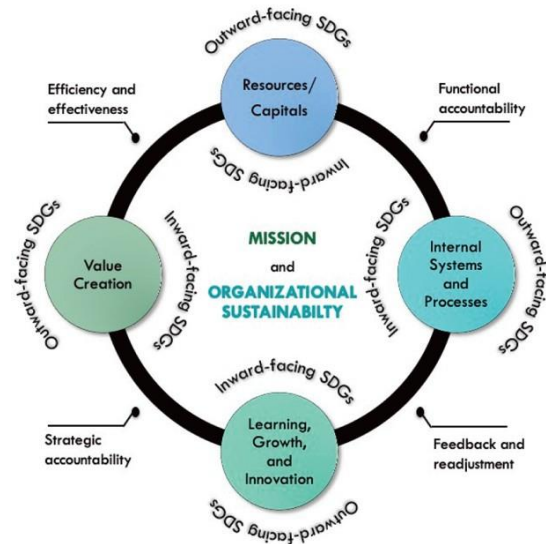 Outward-facing SDGs
Efficiency and
effectiveness
Resources/
Capitals
Functional
accountability
Inward-facing SDGs
Outward-facing SDGs
Value
Creation
Inward-facing SDGs
MISSION
and
ORGANIZATIONAL
SUSTAINABILTY
Inward-facing SDGs
Internal
Systems
and
Processes
Outward-facing SDGs
Inward-facing SDGs
Strategic
accountability
Learning,
Growth,
and
Innovation
Feedback and
readjustment
Outward-facing SDGs